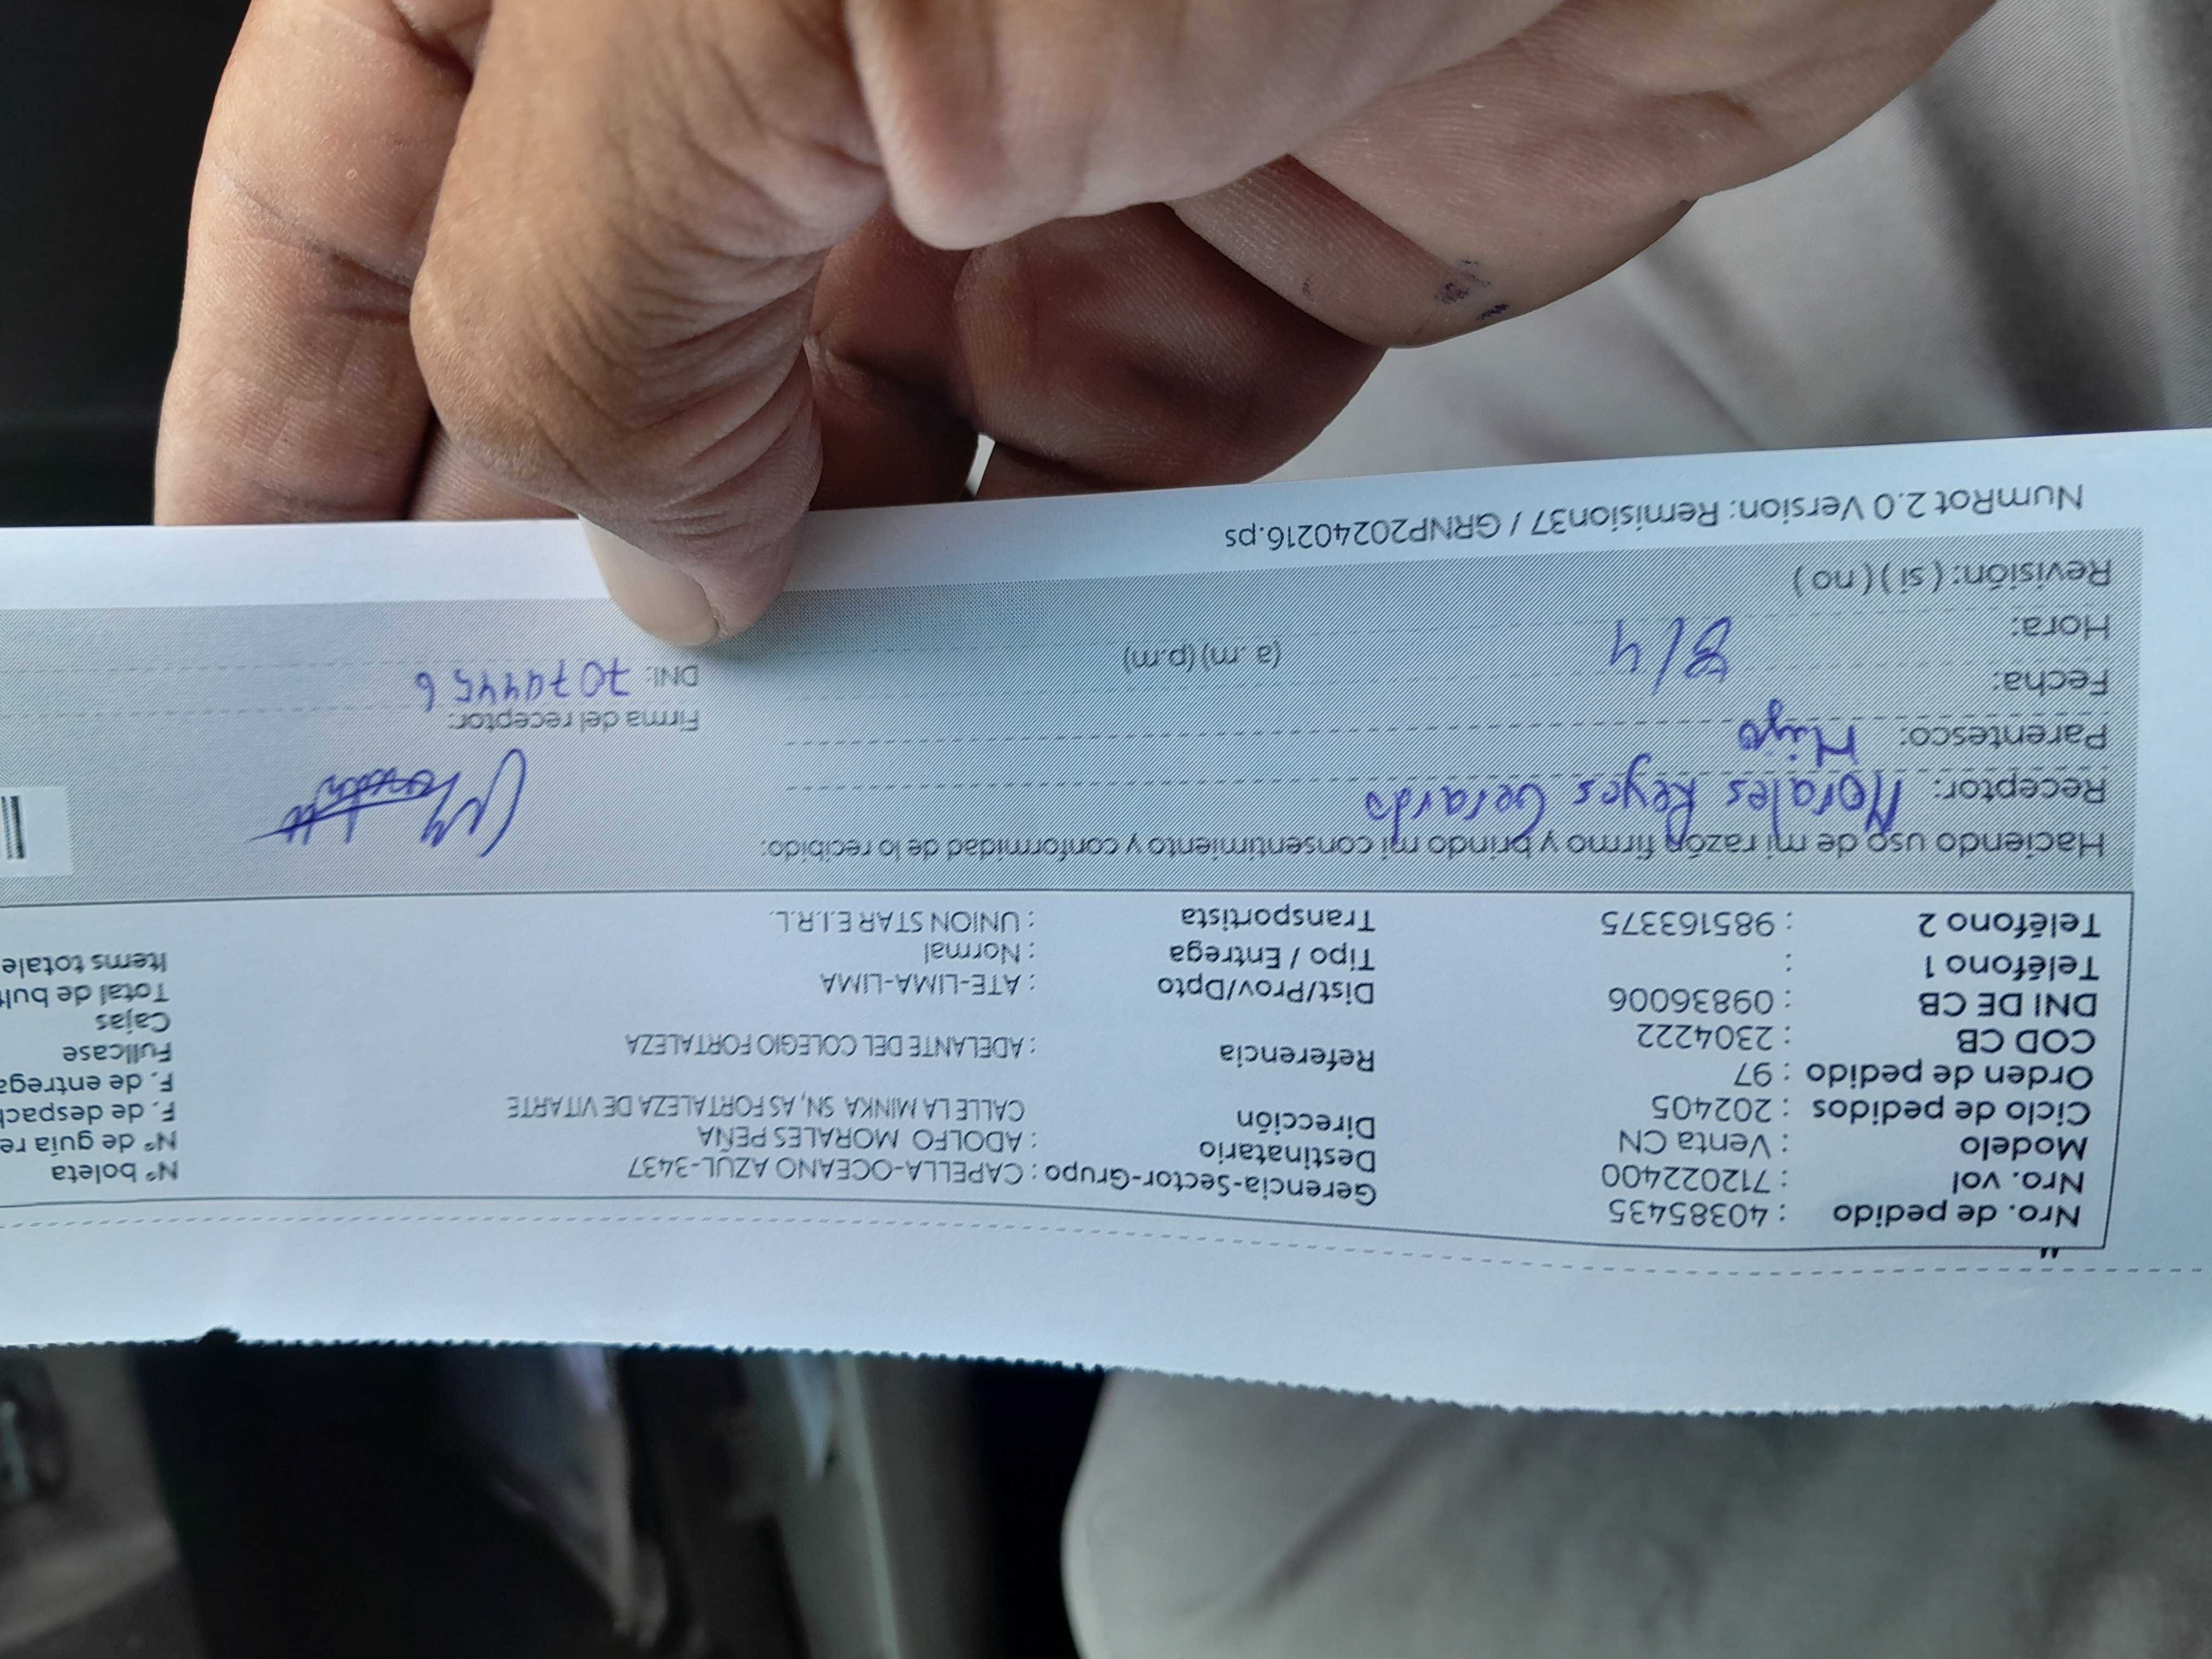 Nro. de pedido : 40385435
Nro. vol : 712022400
Modelo : Venta CN
Ciclo de pedidos : 202405
Orden de pedido : 97
COD CB : 2304222
DNI DE CB : 09836006
Teléfono 1 :
Teléfono 2 : 985163375
Gerencia-Sector-Grupo : CAPELLA-OCEANO AZUL-3437
Destinatario : ADOLFO MORALES PEÑA
Dirección CALLE LA MINKA SN, AS FORTALEZA DE VITARTE
Referencia : ADELANTE DEL COLEGIO FORTALEZA
Dist/Prov/Dpto : ATE-LIMA-LIMA
Tipo / Entrega : Normal
Transportista : UNION STAR E.I.R.L.
N° boleta
N° de guía re
F. de despach
F. de entrega
Fullcase
Cajas
Total de bult
Items totale
Haciendo uso de mi razón firmo y brindo mi consentimiento y conformidad de lo recibido:
Receptor: Morales Reyes Gerardo
Parentesco:
Fecha: 
Hora: (a. m) (p.m)
Revisión: ( si ) ( no )
Firma del receptor:
DNI: 70744456
NumRot 2.0 Version: Remision37 / GRNP20240216.ps